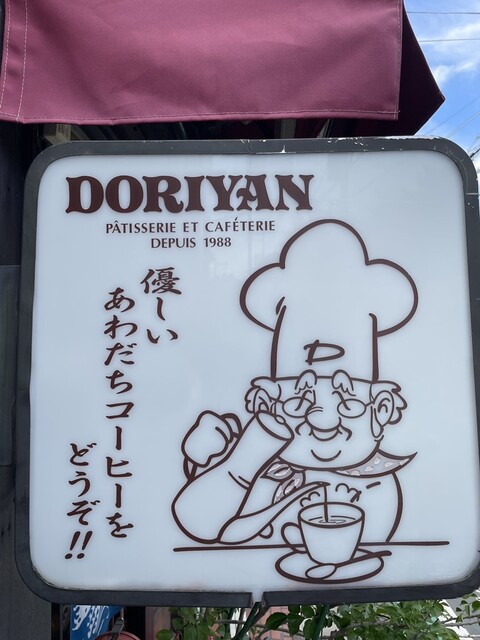 DORIYAN
PÂTISSERIE ET CAFÉTERIE
DEPUIS 1988
優しい
あわだちコーヒーを
どうぞ!!
D